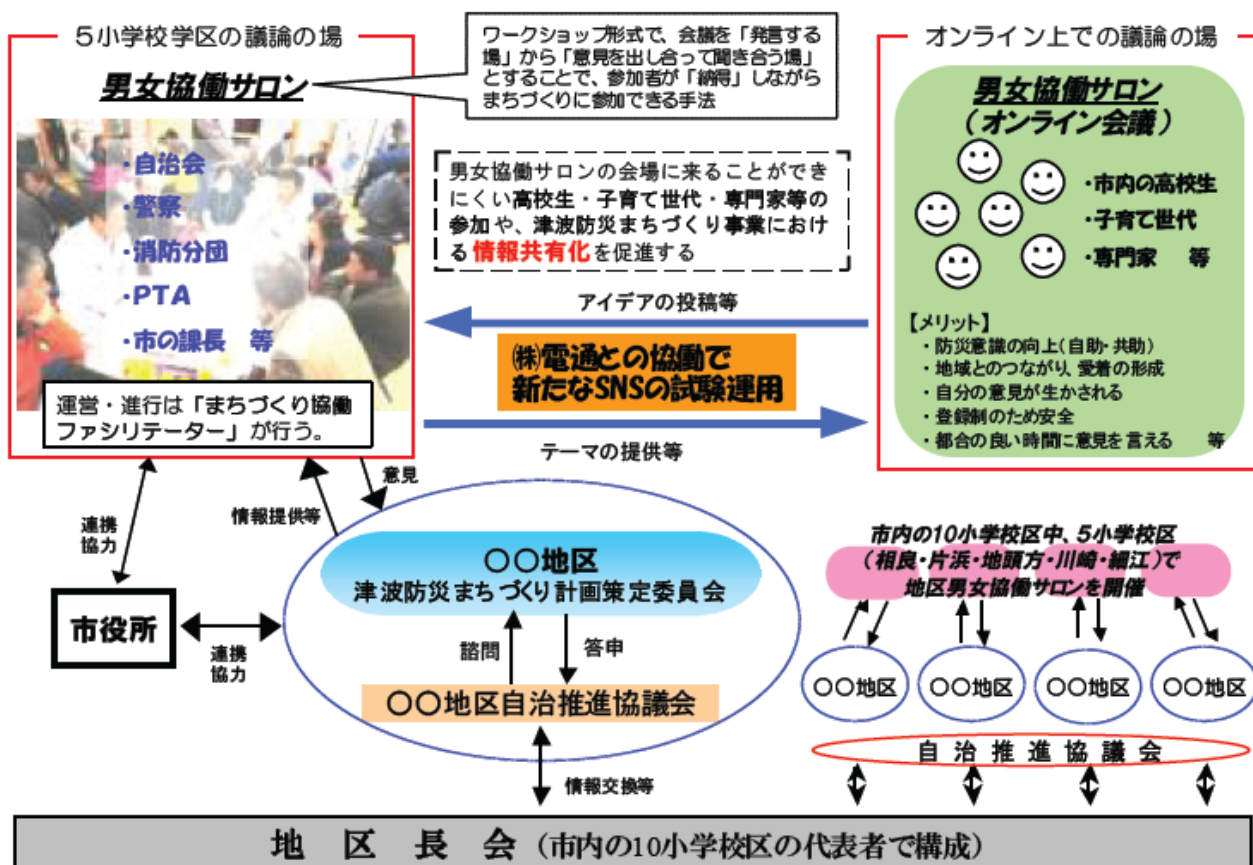 5小学校学区の議論の場
男女協働サロン
・自治会
・警察
・消防分団
・PTA
・市の課長　等
運営・進行は「まちづくり協働
ファシリテーター」が行う。
ワークショップ形式で、会議を「発言する
場」から「意見を出し合って聞き合う場」
とすることで、参加者が「納得」しながら
まちづくりに参加できる手法
男女協働サロンの会場に来ることができ
にくい高校生・子育て世代・専門家等の
参加や、津波防災まちづくり事業におけ
る情報共有化を促進する
アイデアの投稿等
㈱電通との協働で
新たなSNSの試験運用
テーマの提供等
オンライン上での議論の場
男女協働サロン
(オンライン会議)
・市内の高校生
・子育て世代
・専門家　等
【メリット】
・防災意識の向上(自助・共助)
・地域とのつながり、愛着の形成
・自分の意見が生かされる
・登録制のため安全
・都合の良い時間に意見を言える　等
連携
協力
情報提供等
意見
市役所
連携
協力
〇〇地区
津波防災まちづくり計画策定委員会
諮問
答申
〇〇地区自治推進協議会
情報交換等
市内の10小学校区中、5小学校区
(相良・片浜・地頭方・川崎・細江)で
地区男女協働サロンを開催
〇〇地区
〇〇地区
〇〇地区
〇〇地区
自治推進協議会
地区長会(市内の10小学校区の代表者で構成)